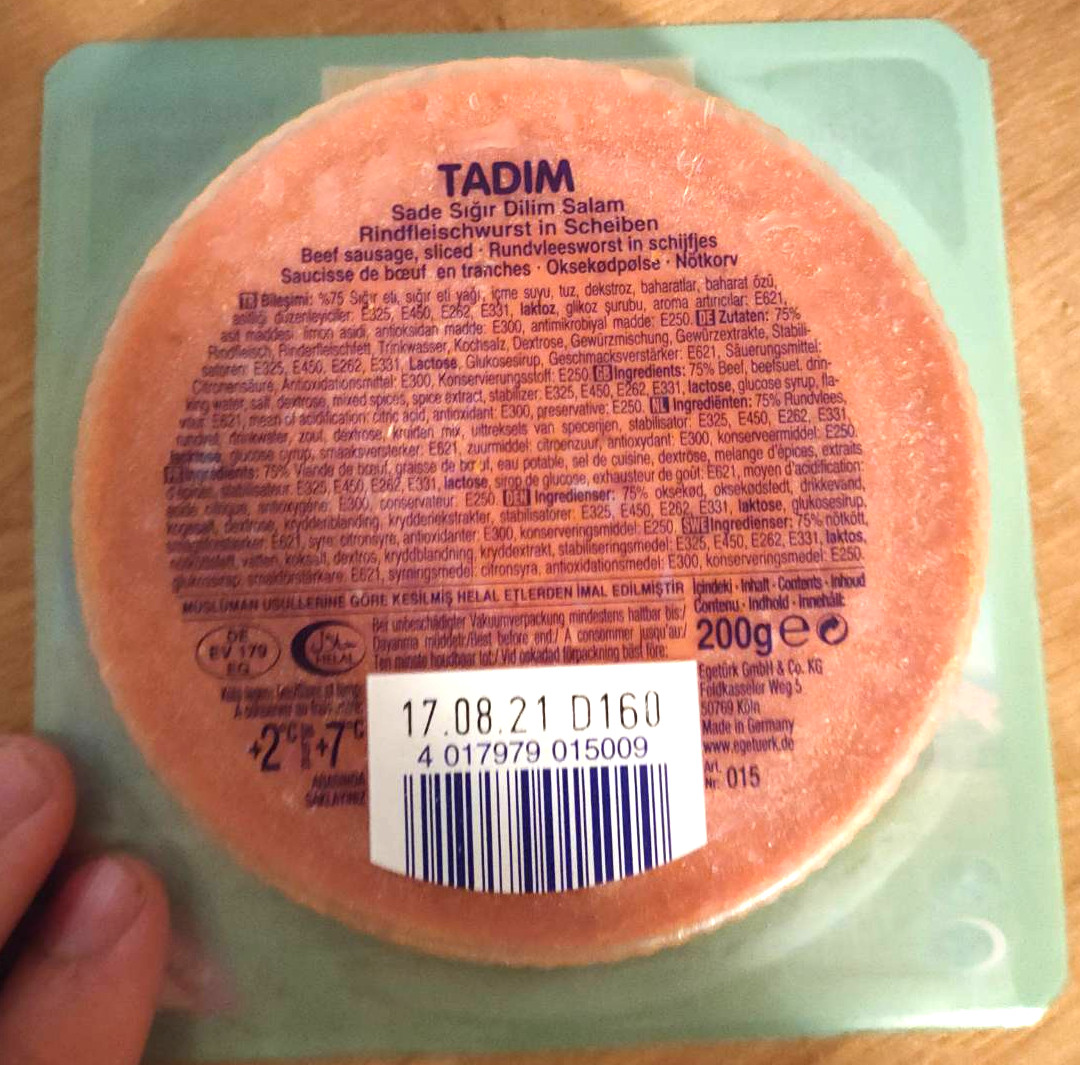 TADIM
Sade Sığır Dilim Salam
Rindfleischwurst in Scheiben
Beef sausage, sliced · Rundvleesworst in schijfjes
Saucisse de bœuf en tranches · Oksekødpølse · Nötkorv
TR Bileşimi: %75 Sığır eti, sığır eti yağı, içme suyu, tuz, dekstroz, baharatlar, baharat özü,
düzenleyiciler: E325, E450, E262, E331, laktoz, glikoz şurubu, aroma artırıcılar: E621,
asit maddesi: limon asidi, antioksidan madde: E300, antimikrobiyal madde: E250. DE Zutaten: 75%
Rindfleisch, Rinderfleischfett, Trinkwasser, Kochsalz, Dextrose, Gewürzmischung, Gewürzextrakte, Stabili-
satoren: E325, E450, E262, E331, Lactose, Glukosesirup, Geschmacksverstärker: E621, Säuerungsmittel:
Citronensäure, Antioxidationsmittel: E300, Konservierungsstoff: E250. GB Ingredients: 75% Beef, beefsuet, drin-
king water, salt, dextrose, mixed spices, spice extract, stabilizer: E325, E450, E262, E331, lactose, glucose syrup, fla-
vour: E621, mean of acidification: citric acid, antioxidant: E300, preservative: E250. NL Ingrediënten: 75% Rundvlees,
rundvet, drinkwater, zout, dextrose, kruiden mix, uittreksels van specerijen, stabilisator: E325, E450, E262, E331,
glucose syrup, smaaksversterker: E621, zuurmiddel: citroenzuur, antioxydant: E300, konserveermiddel: E250.
Ingrédients: 75% Viande de bœuf, graisse de bœuf, eau potable, sel de cuisine, dextrose, melange d'épices, extraits
d'épices, stabilisateur: E325, E450, E262, E331, lactose, sirop de glucose, exhausteur de goût: E621, moyen d'acidification:
acide citrique, antioxygène: E300, conservateur: E250. DEN Ingredienser: 75% oksekød, oksekødstedt, drikkevand,
kogesalt, dextrose, krydderiblanding, krydderiekstrakter, stabilisatorer: E325, E450, E262, E331, laktose, glukosesirup,
E621, syre: citronsyre, antioxidanter: E300, konserveringsmiddel: E250. SWE Ingredienser: 75% nötkött,
vatten, koksalt, dextros, kryddblandning, kryddextrakt, stabiliseringsmedel: E325, E450, E262, E331, laktos,
glukossirap, smakförstärkare: E621, syrningsmedel: citronsyra, antioxidationsmedel: E300, konserveringsmedel: E250.
MÜSLÜMAN USULLERİNE GÖRE KESİLMİŞ HELAL ETLERDEN İMAL EDİLMİŞTİR
İçindeki · Inhalt · Contents · Inhoud
Contenu · Indhold · Innehålt
200g e
DE
EV 179
EG
HELAL
Bei unbeschädigter Vakuumverpackung mindestens haltbar bis:/
Dayanma müddeti:/Best before end:/ A consommer jusqu'au:/
Ten minste houdbaar tot:/ Vid oskadad förpackning bäst före:
+2°C +7°C
ARASINDA
SAKLAYINIZ
17.08.21 D160
4 017979 015009
Egetürk GmbH & Co. KG
Feldkasseler Weg 5
50769 Köln
Made in Germany
www.egetuerk.de
Art.
Nr. 015